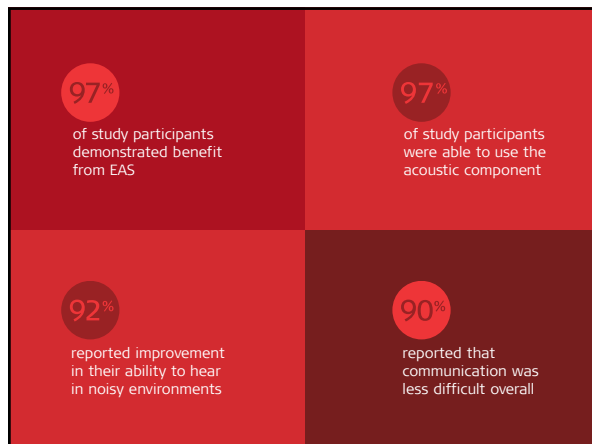 97%
of study participants
demonstrated benefit
from EAS
97%
of study participants
were able to use the
acoustic component
92%
reported improvement
in their ability to hear
in noisy environments
90%
reported that
communication was
less difficult overall